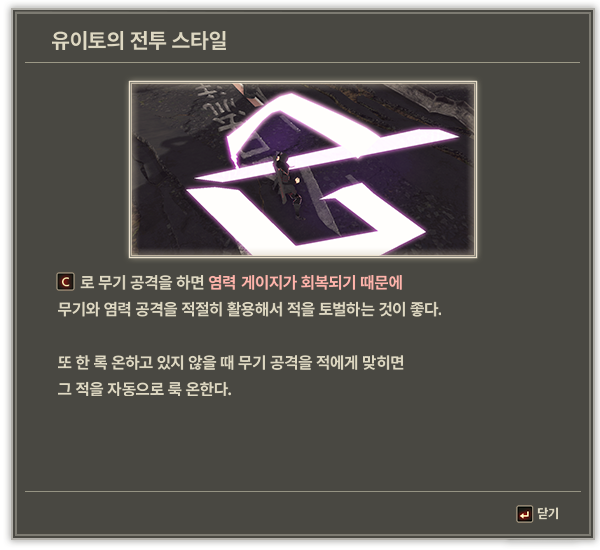 유이토의 전투 스타일
C 로 무기 공격을 하면 염력 게이지가 회복되기 때문에
무기와 염력 공격을 적절히 활용해서 적을 토벌하는 것이 좋다.
또 한 록 온하고 있지 않을 때 무기 공격을 적에게 맞히면
그 적을 자동으로 록 온한다.
닫기